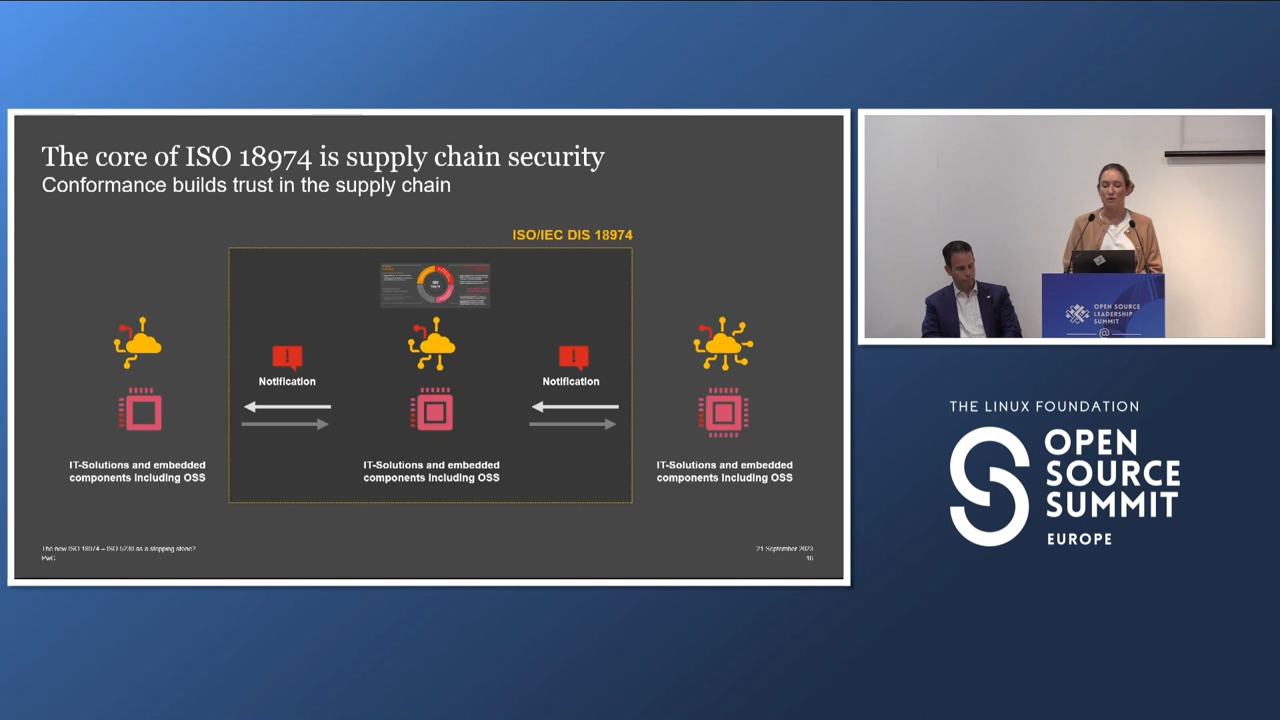 The core of ISO 18974 is supply chain security
Conformance builds trust in the supply chain
ISO/IEC DIS 18974
Notification
Notification
IT-Solutions and embedded
components including OSS
IT-Solutions and embedded
components including OSS
IT-Solutions and embedded
components including OSS
The new ISO 18974 – ISO 5230 as a stepping stone?
PwC
21 September 2023
16
OPEN SOURCE
LEADERSHIP
SUMMIT
@
THE LINUX FOUNDATION
OPEN
SOURCE
SUMMIT
EUROPE